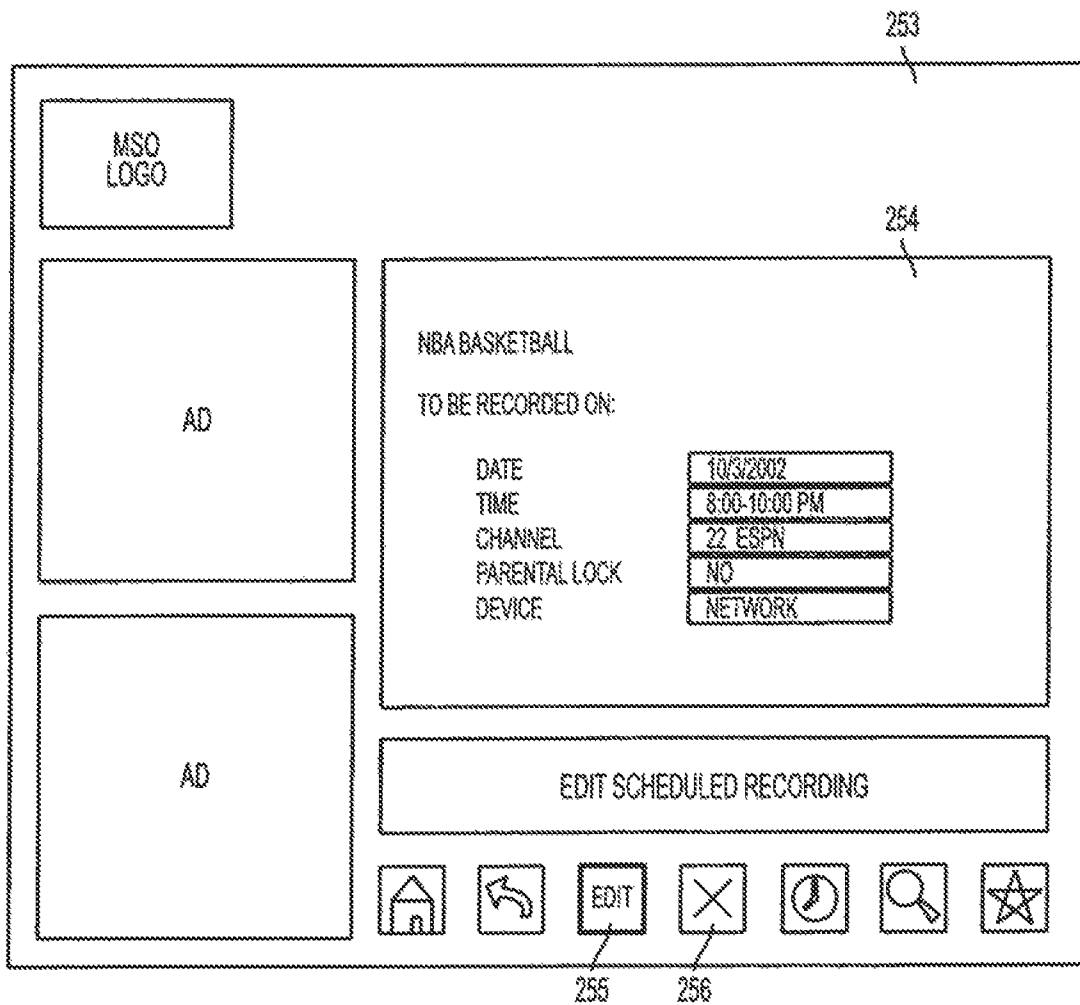 253
MSO
LOGO
254
AD
NBA BASKETBALL
TO BE RECORDED ON:
DATE 10/3/2002
TIME 8:00-10:00 PM
CHANNEL 22 ESPN
PARENTAL LOCK NO
DEVICE NETWORK
AD
EDIT SCHEDULED RECORDING
EDIT
255 256